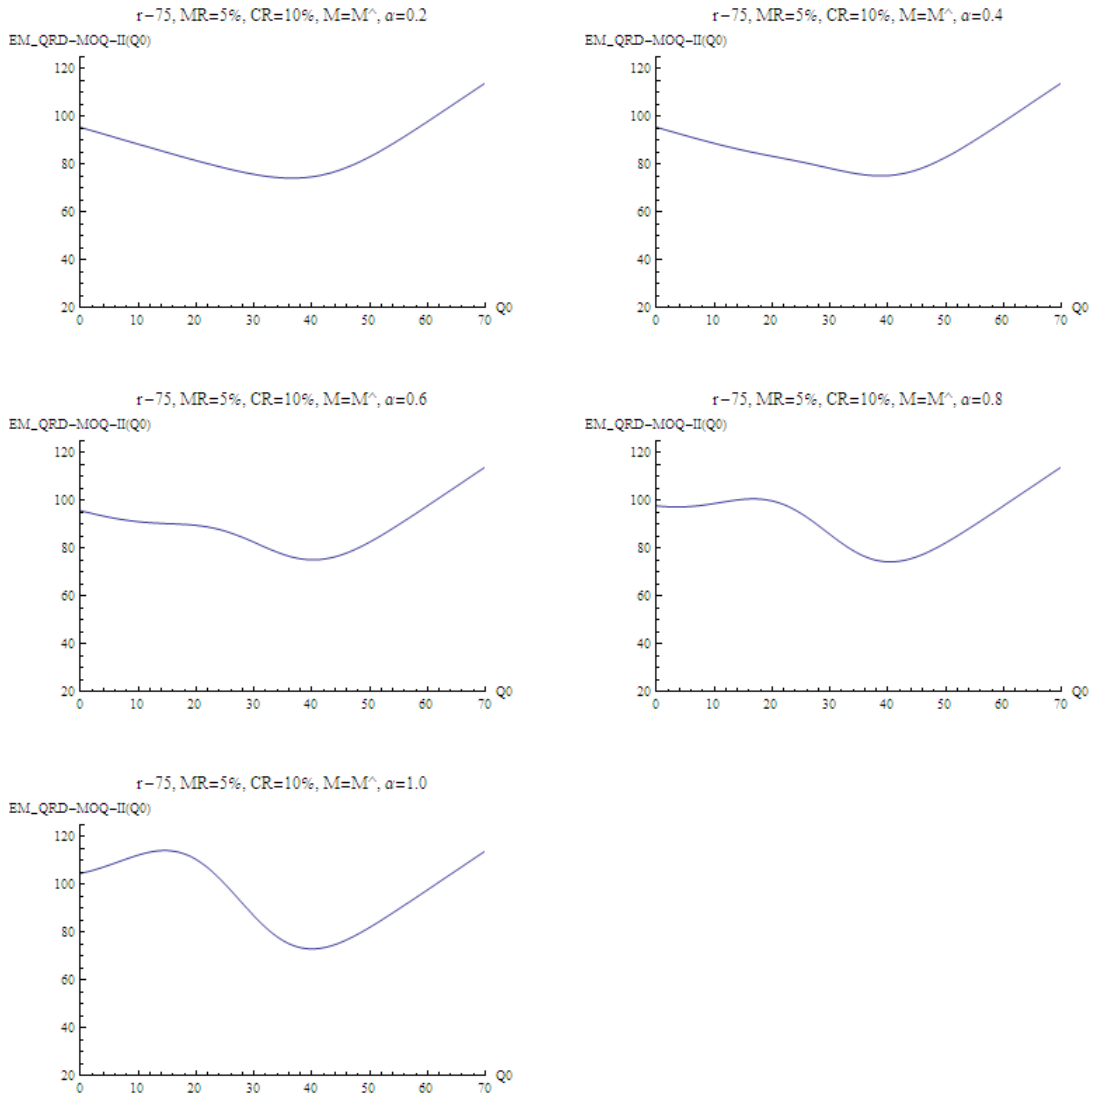 r−75, MR=5%, CR=10%, M=M^, α=0.2
EM_QRD−MOQ−II(Q0)
120
100
80
60
40
20
0 10 20 30 40 50 60 70 Q0
r−75, MR=5%, CR=10%, M=M^, α=0.4
EM_QRD−MOQ−II(Q0)
120
100
80
60
40
20
0 10 20 30 40 50 60 70 Q0
r−75, MR=5%, CR=10%, M=M^, α=0.6
EM_QRD−MOQ−II(Q0)
120
100
80
60
40
20
0 10 20 30 40 50 60 70 Q0
r−75, MR=5%, CR=10%, M=M^, α=0.8
EM_QRD−MOQ−II(Q0)
120
100
80
60
40
20
0 10 20 30 40 50 60 70 Q0
r−75, MR=5%, CR=10%, M=M^, α=1.0
EM_QRD−MOQ−II(Q0)
120
100
80
60
40
20
0 10 20 30 40 50 60 70 Q0